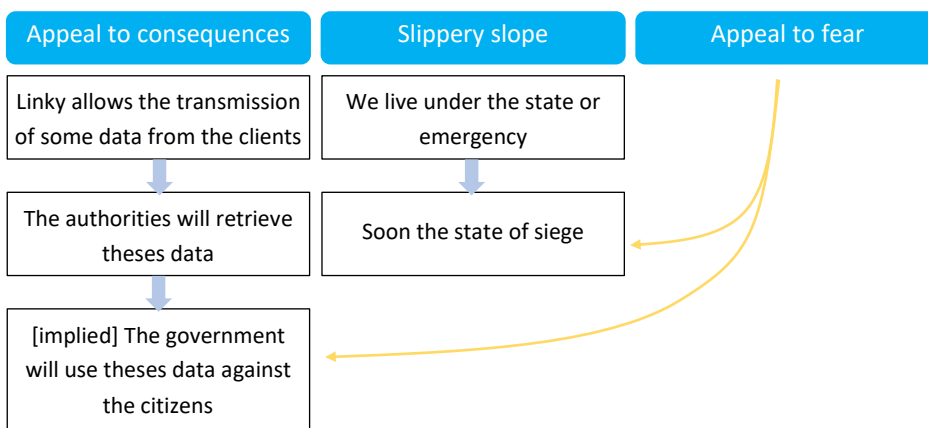 Appeal to consequences
Slippery slope
Appeal to fear
Linky allows the transmission
of some data from the clients
We live under the state or
emergency
The authorities will retrieve
theses data
Soon the state of siege
[implied] The government
will use theses data against
the citizens